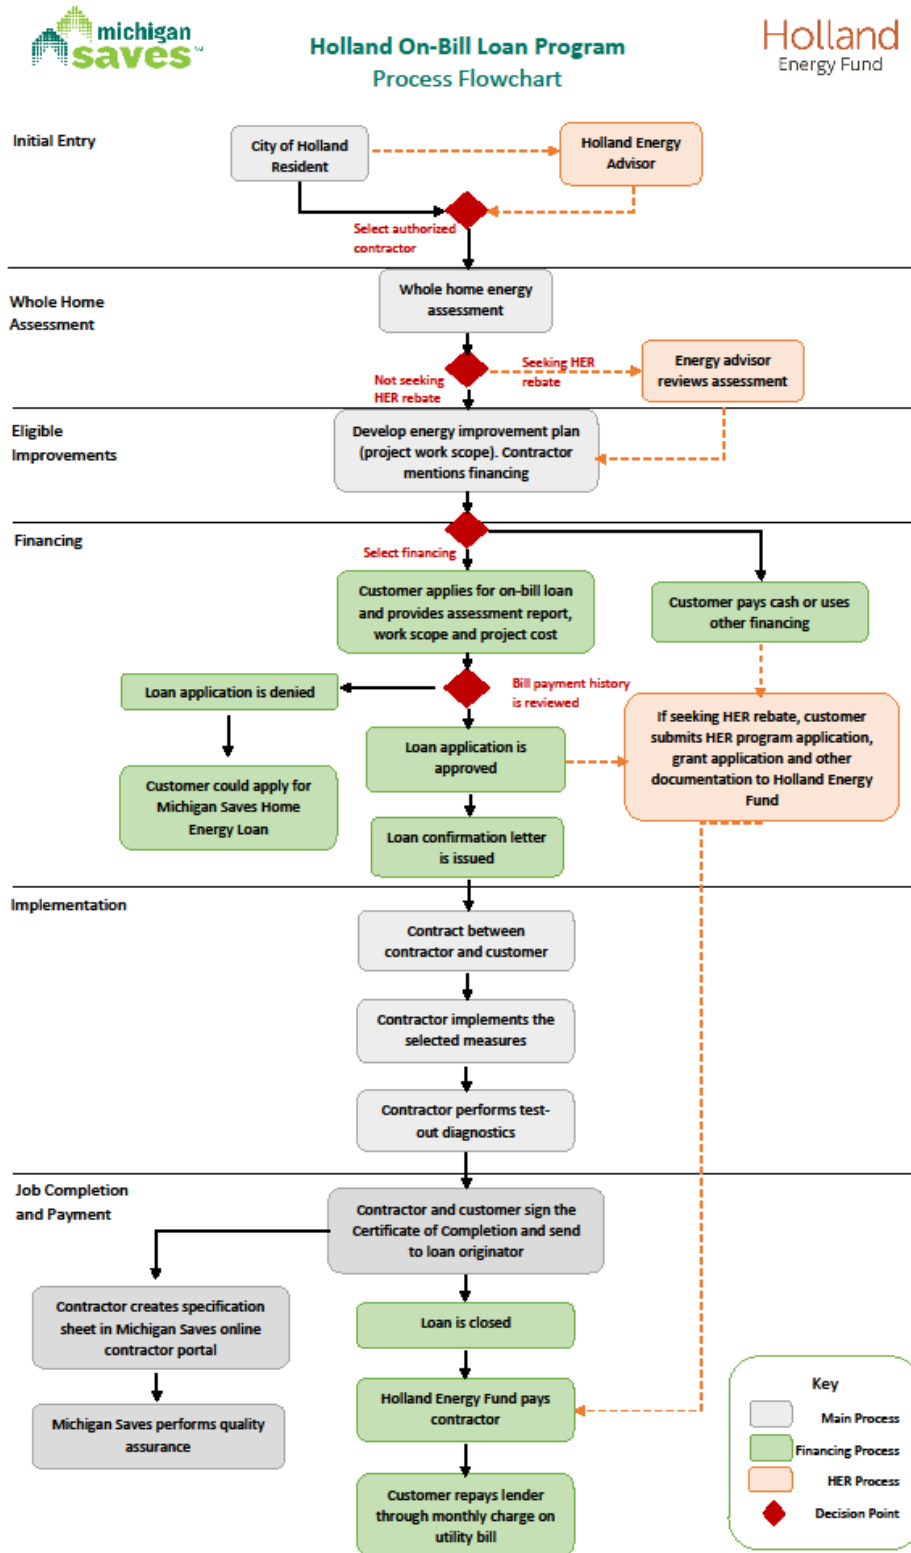 michigan
saves
Holland On-Bill Loan Program
Process Flowchart
Holland
Energy Fund
Initial Entry
City of Holland
Resident
Holland Energy
Advisor
Select authorized
contractor
Whole Home
Assessment
Whole home energy
assessment
Not seeking
HER rebate
Seeking HER
rebate
Energy advisor
reviews assessment
Eligible
Improvements
Develop energy improvement plan
(project work scope). Contractor
mentions financing
Financing
Select financing
Customer applies for on-bill loan
and provides assessment report,
work scope and project cost
Customer pays cash or uses
other financing
Loan application is denied
Bill payment history
is reviewed
Customer could apply for
Michigan Saves Home
Energy Loan
Loan application is
approved
If seeking HER rebate, customer
submits HER program application,
grant application and other
documentation to Holland Energy
Fund
Loan confirmation letter
is issued
Implementation
Contract between
contractor and customer
Contractor implements the
selected measures
Contractor performs test-
out diagnostics
Job Completion
and Payment
Contractor and customer sign the
Certificate of Completion and send
to loan originator
Contractor creates specification
sheet in Michigan Saves online
contractor portal
Loan is closed
Michigan Saves performs quality
assurance
Holland Energy Fund pays
contractor
Customer repays lender
through monthly charge on
utility bill
Key
Main Process
Financing Process
HER Process
Decision Point